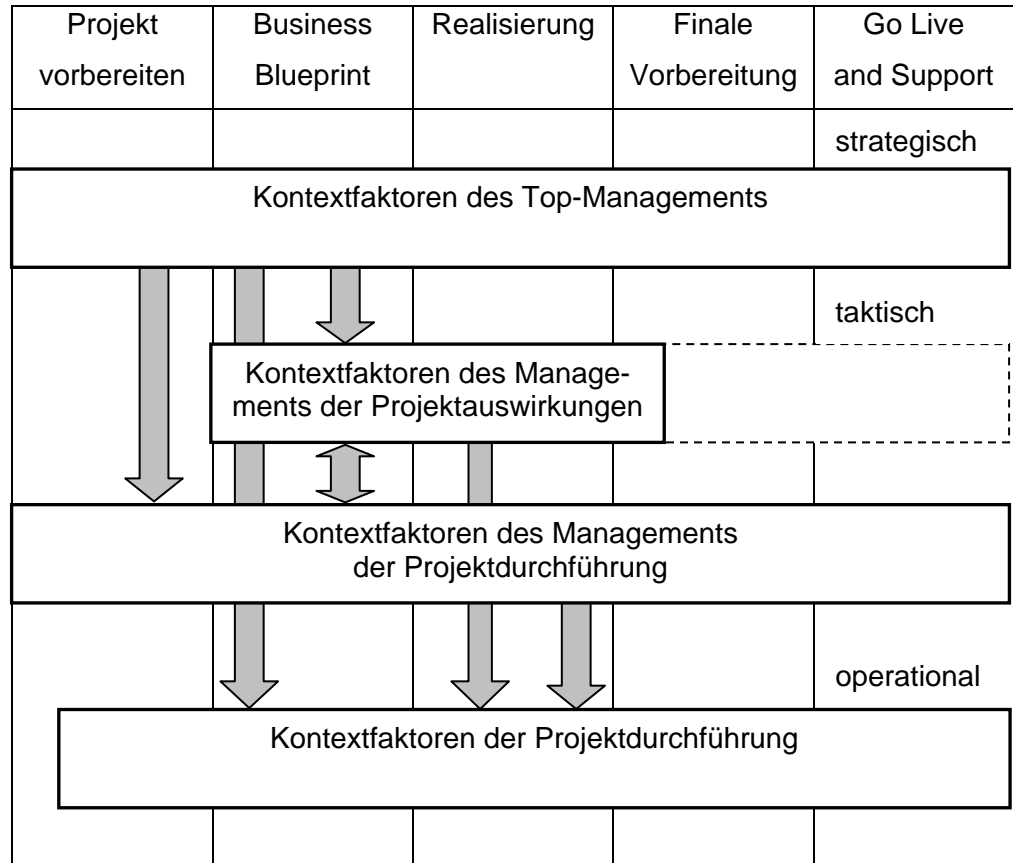 Projekt
vorbereiten
Business
Blueprint
Realisierung
Finale
Vorbereitung
Go Live
and Support
strategisch
Kontextfaktoren des Top-Managements
taktisch
Kontextfaktoren des Manage-
ments der Projektauswirkungen
Kontextfaktoren des Managements
der Projektdurchführung
operational
Kontextfaktoren der Projektdurchführung